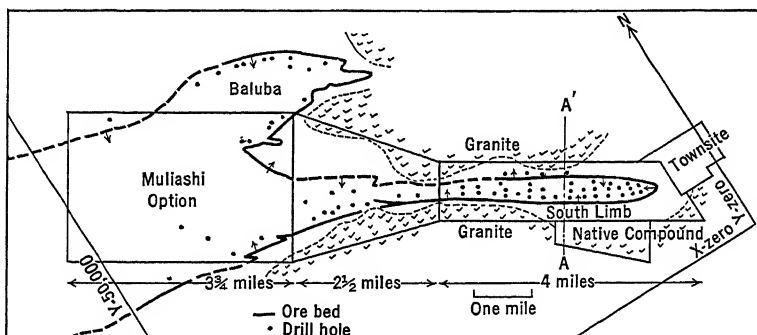 N
Baluba
A'
Granite
Townsite
Muliashi
Option
South Limb
Granite
Native Compound
X-zero Y-zero
A
Y-50,000
3¾ miles
2½ miles
4 miles
One mile
Ore bed
Drill hole